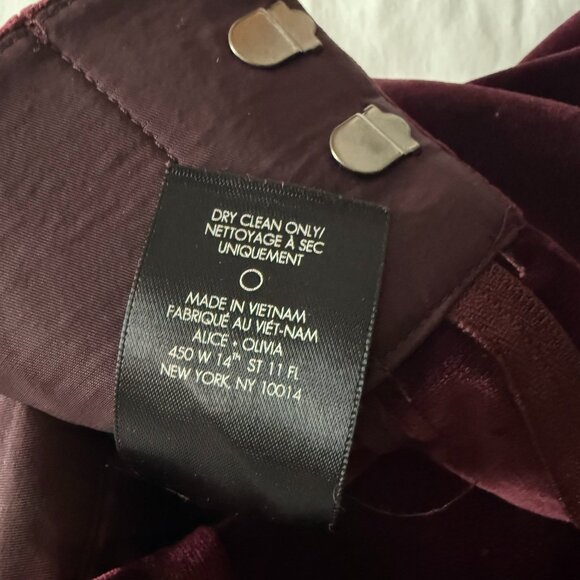 DRY CLEAN ONLY/
NETTOYAGE À SEC
UNIQUEMENT
MADE IN VIETNAM
FABRIQUÉ AU VIÊT-NAM
ALICE + OLIVIA
450 W 14TH ST 11 FL
NEW YORK, NY 10014